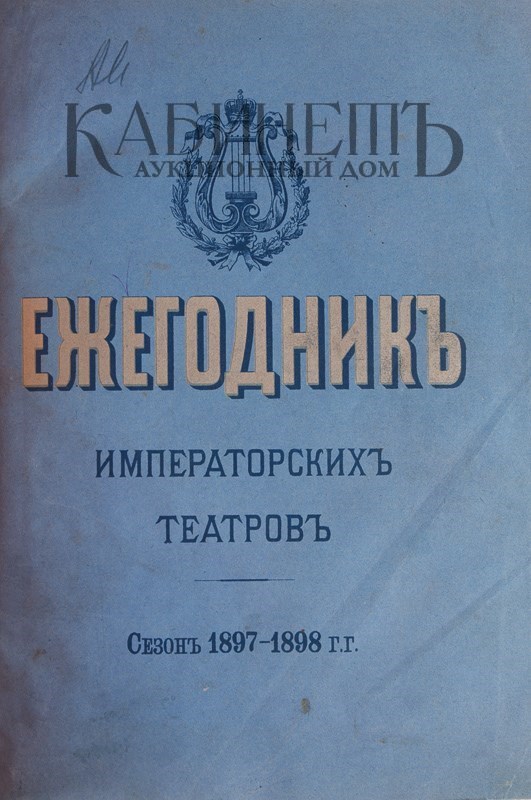 КАБИНЕТЪ
АУКЦИОННЫЙ ДОМ
ЕЖЕГОДНИКЪ
ИМПЕРАТОРСКИХЪ
ТЕАТРОВЪ
Сезонъ 1897–1898 г.г.